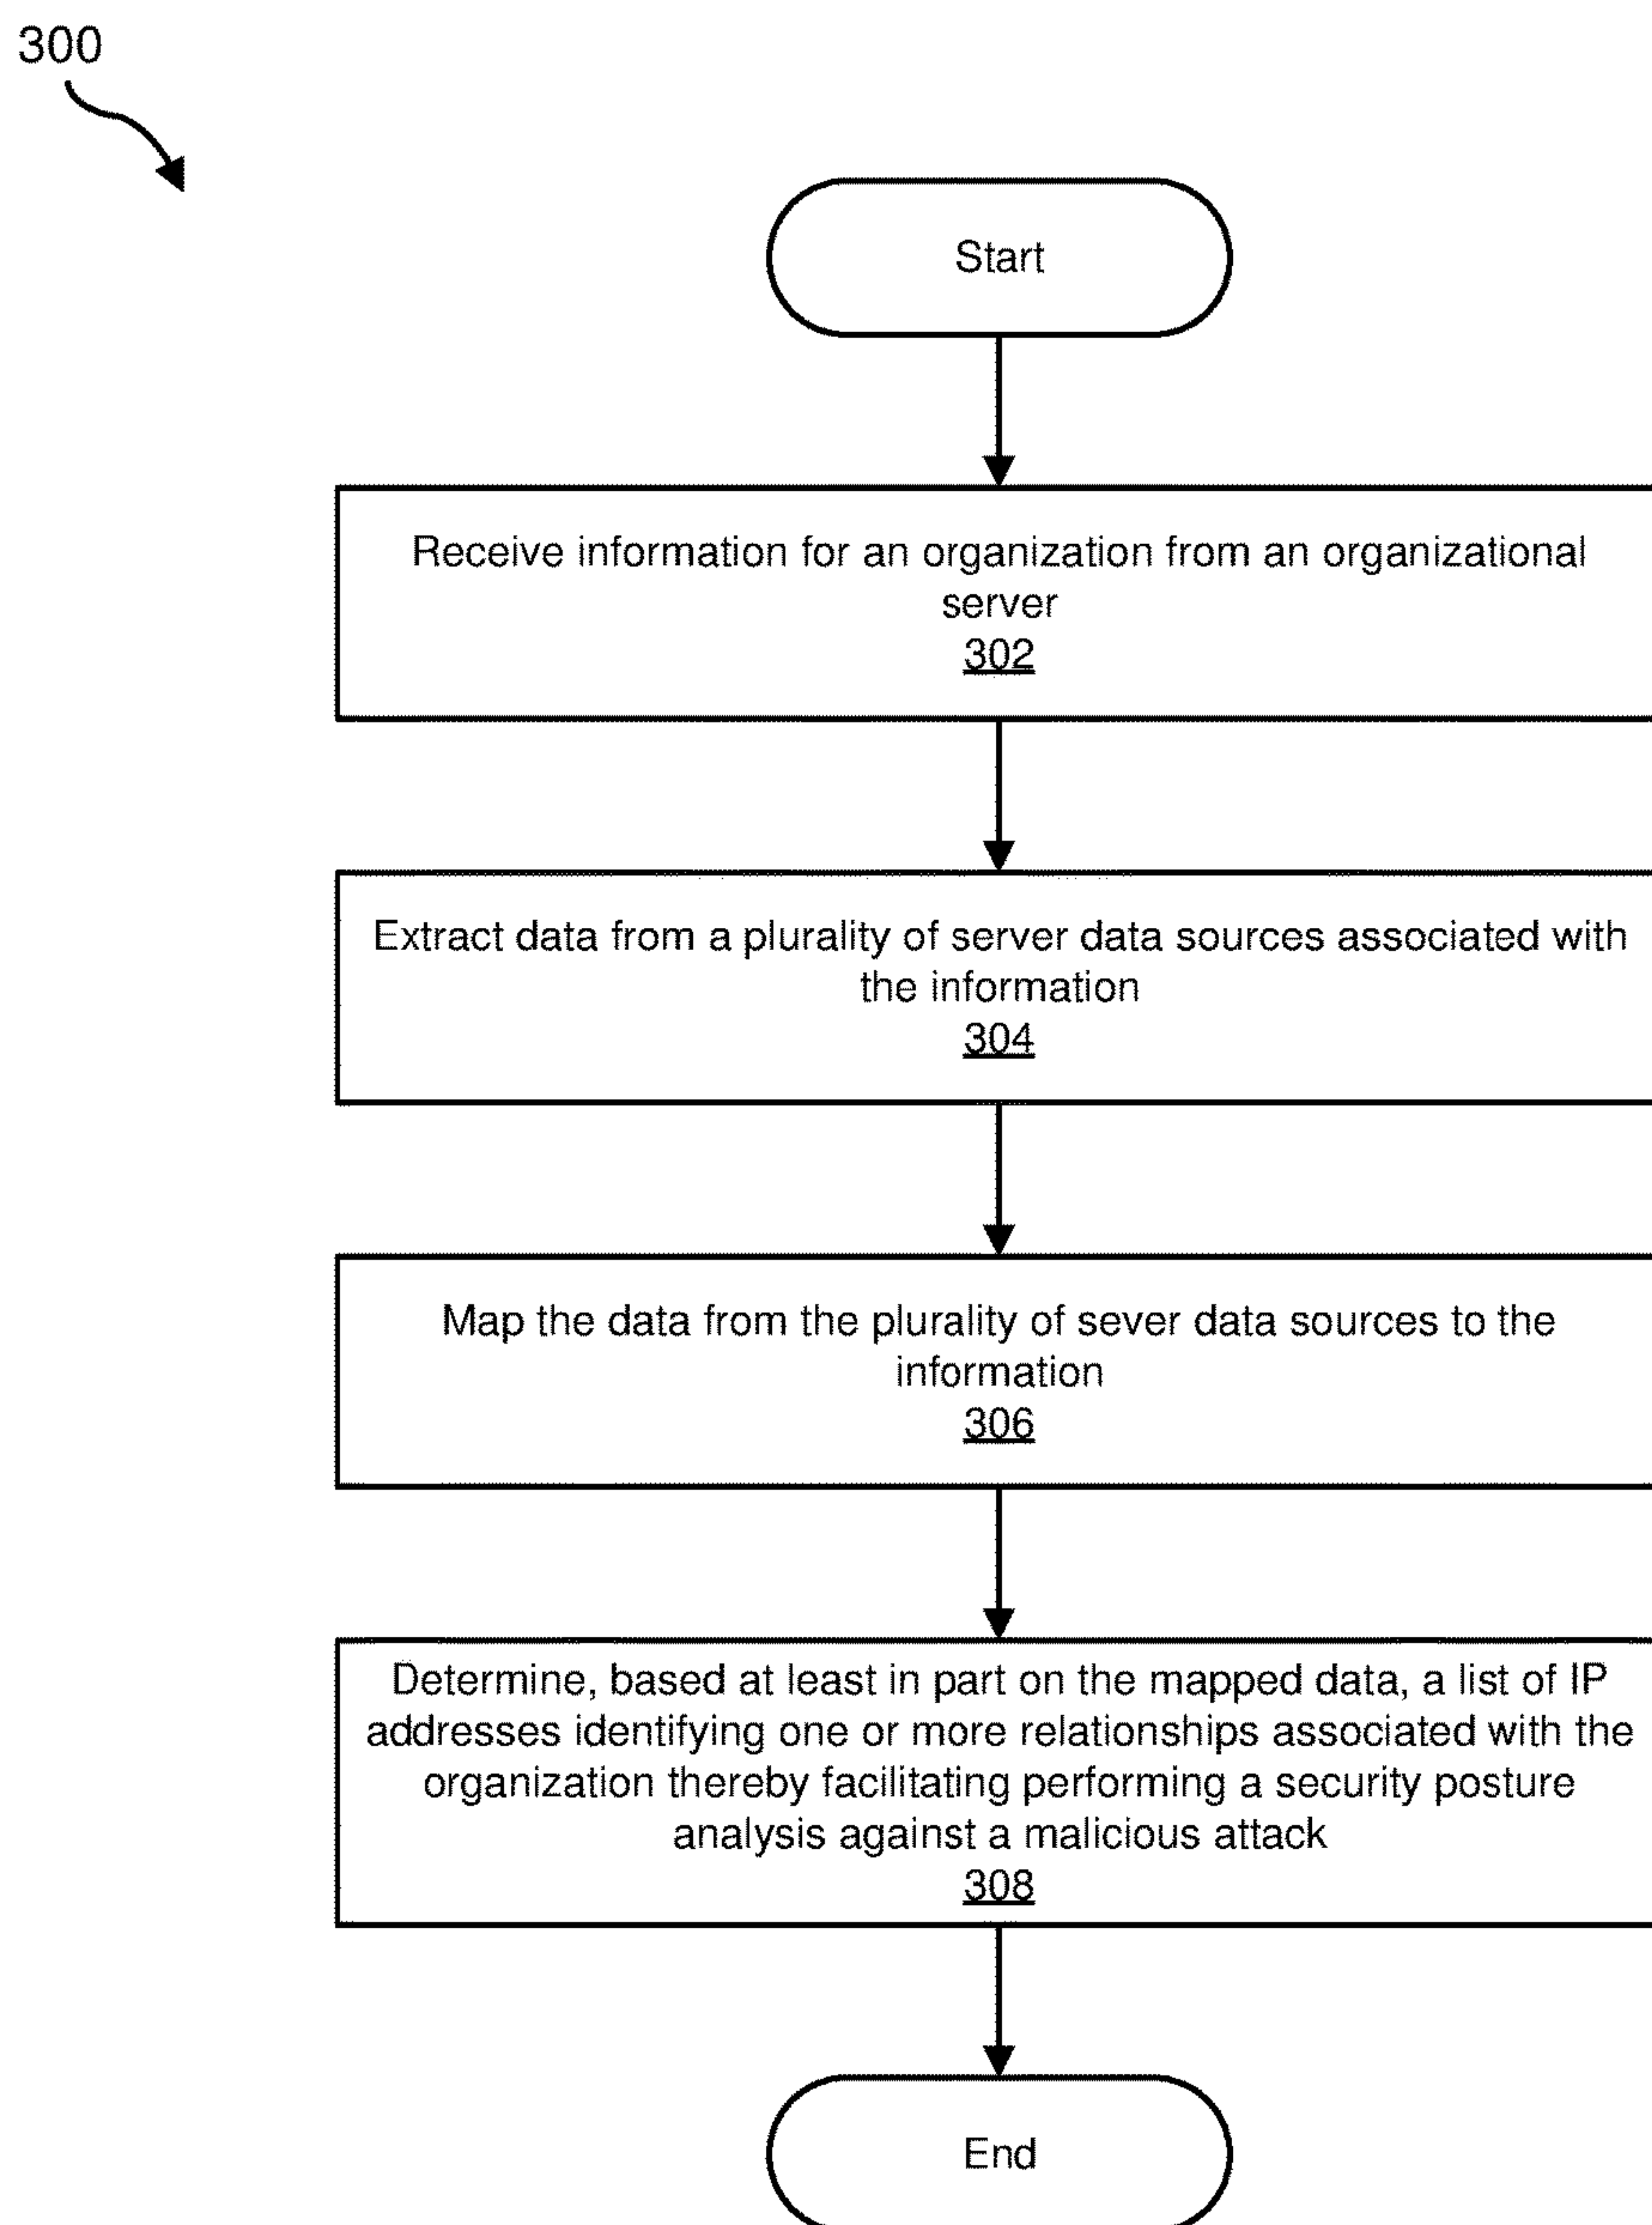 300
Start
Receive information for an organization from an organizational
server
302
Extract data from a plurality of server data sources associated with
the information
304
Map the data from the plurality of sever data sources to the
information
306
Determine, based at least in part on the mapped data, a list of IP
addresses identifying one or more relationships associated with the
organization thereby facilitating performing a security posture
analysis against a malicious attack
308
End